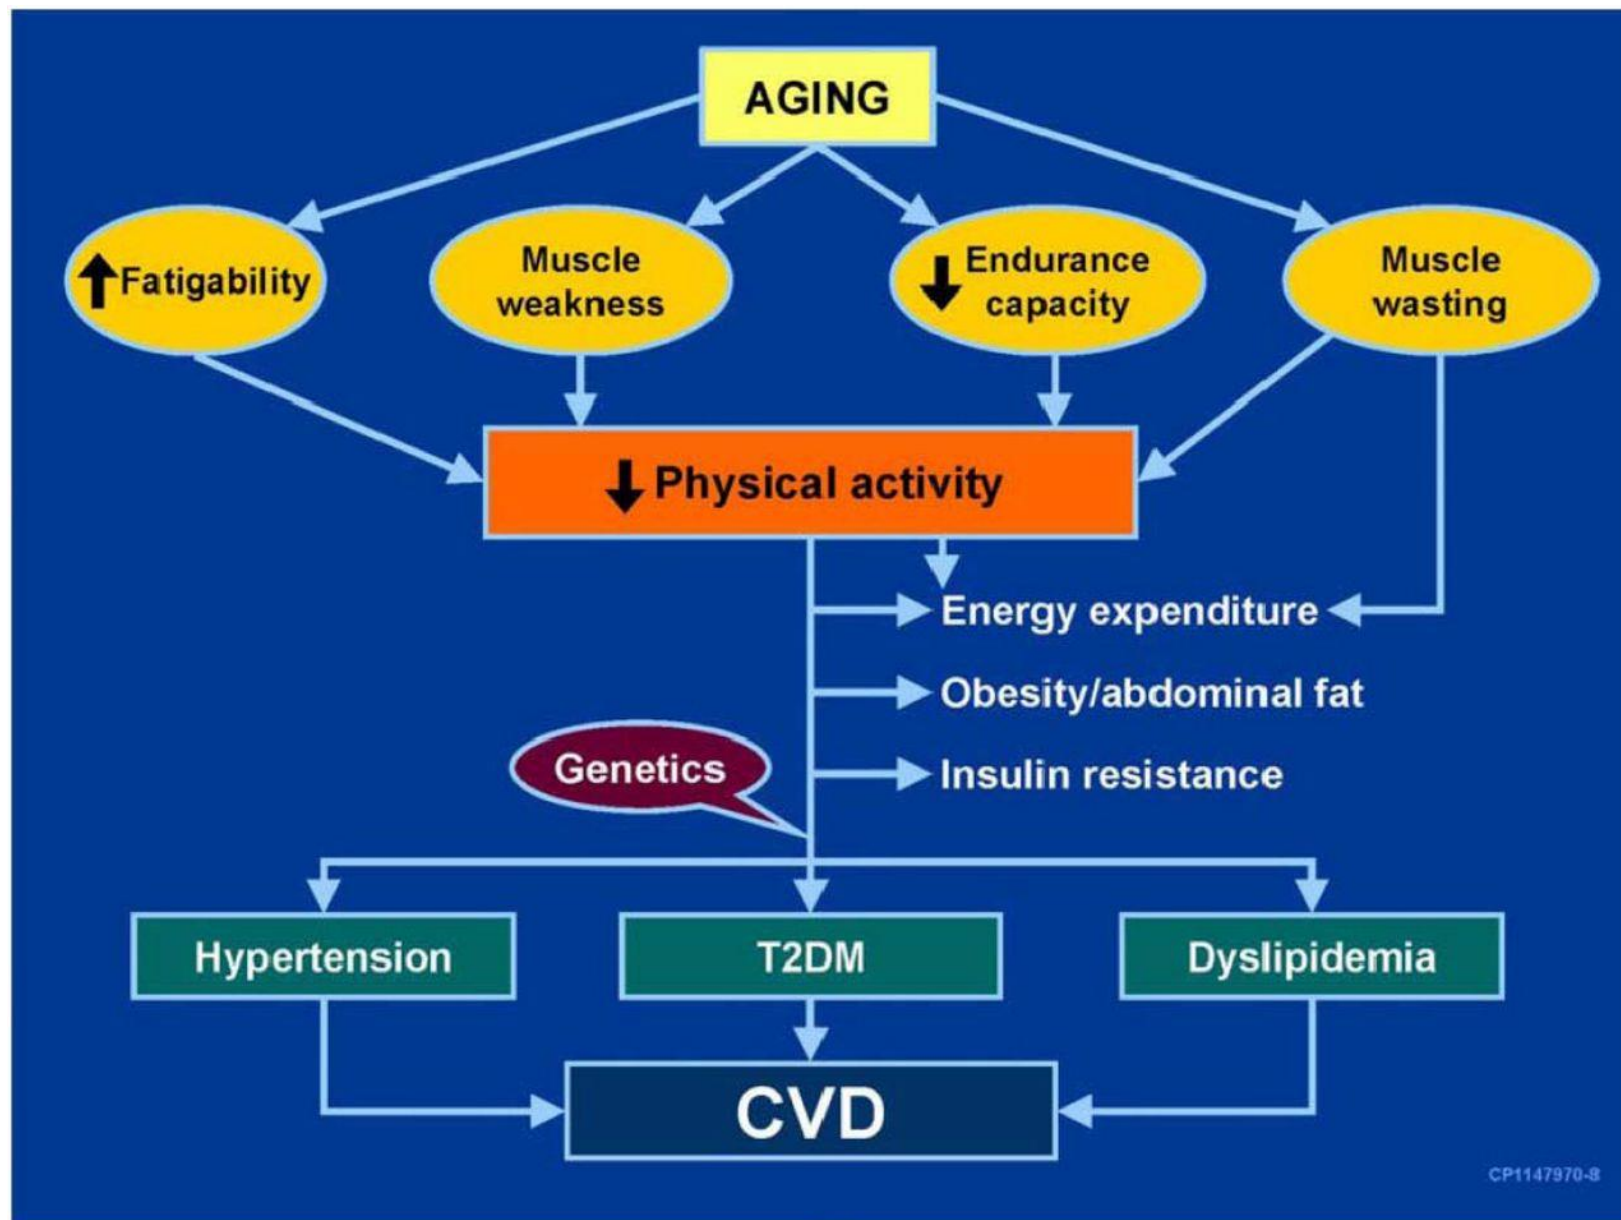 AGING
Fatigability
Muscle
weakness
Endurance
capacity
Muscle
wasting
Physical activity
Energy expenditure
Obesity/abdominal fat
Genetics
Insulin resistance
Hypertension
T2DM
Dyslipidemia
CVD
CP1147970-8